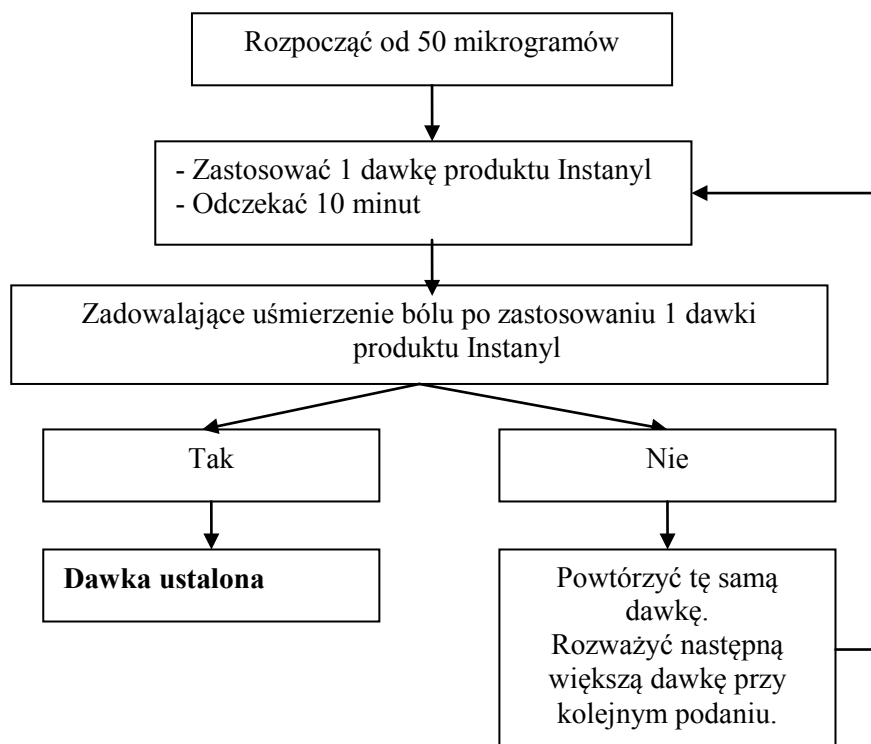 Rozpocząć od 50 mikrogramów
- Zastosować 1 dawkę produktu Instanyl
- Odczekać 10 minut
Zadowalające uśmierzenie bólu po zastosowaniu 1 dawki
produktu Instanyl
Tak
Nie
Dawka ustalona
Powtórzyć tę samą
dawkę.
Rozważyć następną
większą dawkę przy
kolejnym podaniu.